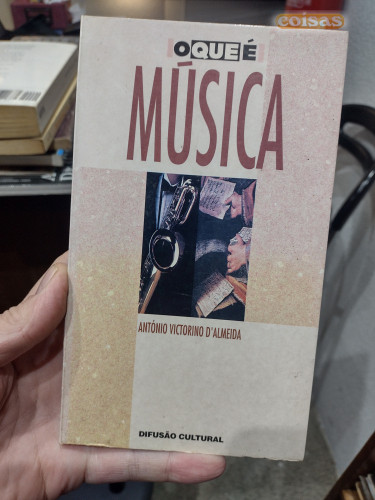 coisas
O QUE É
MÚSICA
ANTÓNIO VICTORINO D'ALMEIDA
DIFUSÃO CULTURAL